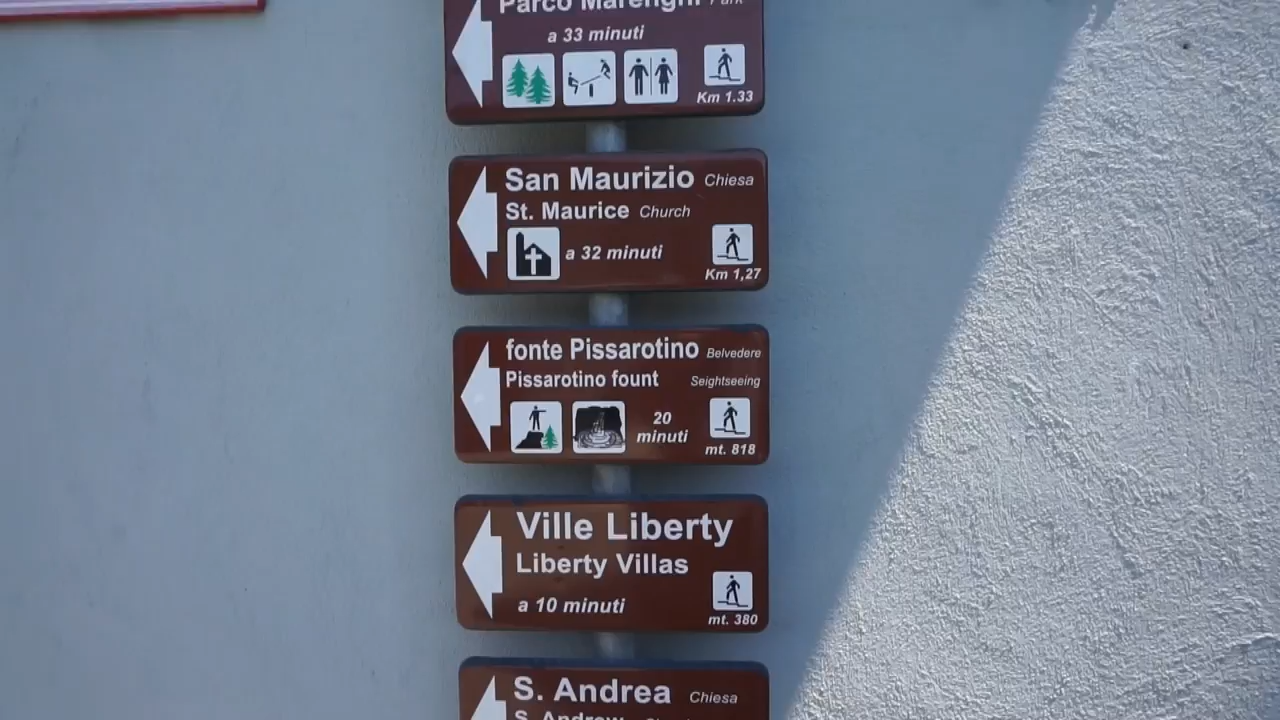 Parco Marenghi Park
a 33 minuti
Km 1.33
San Maurizio Chiesa
St. Maurice Church
a 32 minuti
Km 1,27
fonte Pissarotino Belvedere
Pissarotino fount Seightseeing
20
minuti
mt. 818
Ville Liberty
Liberty Villas
a 10 minuti
mt. 380
S. Andrea Chiesa
S. Andrew